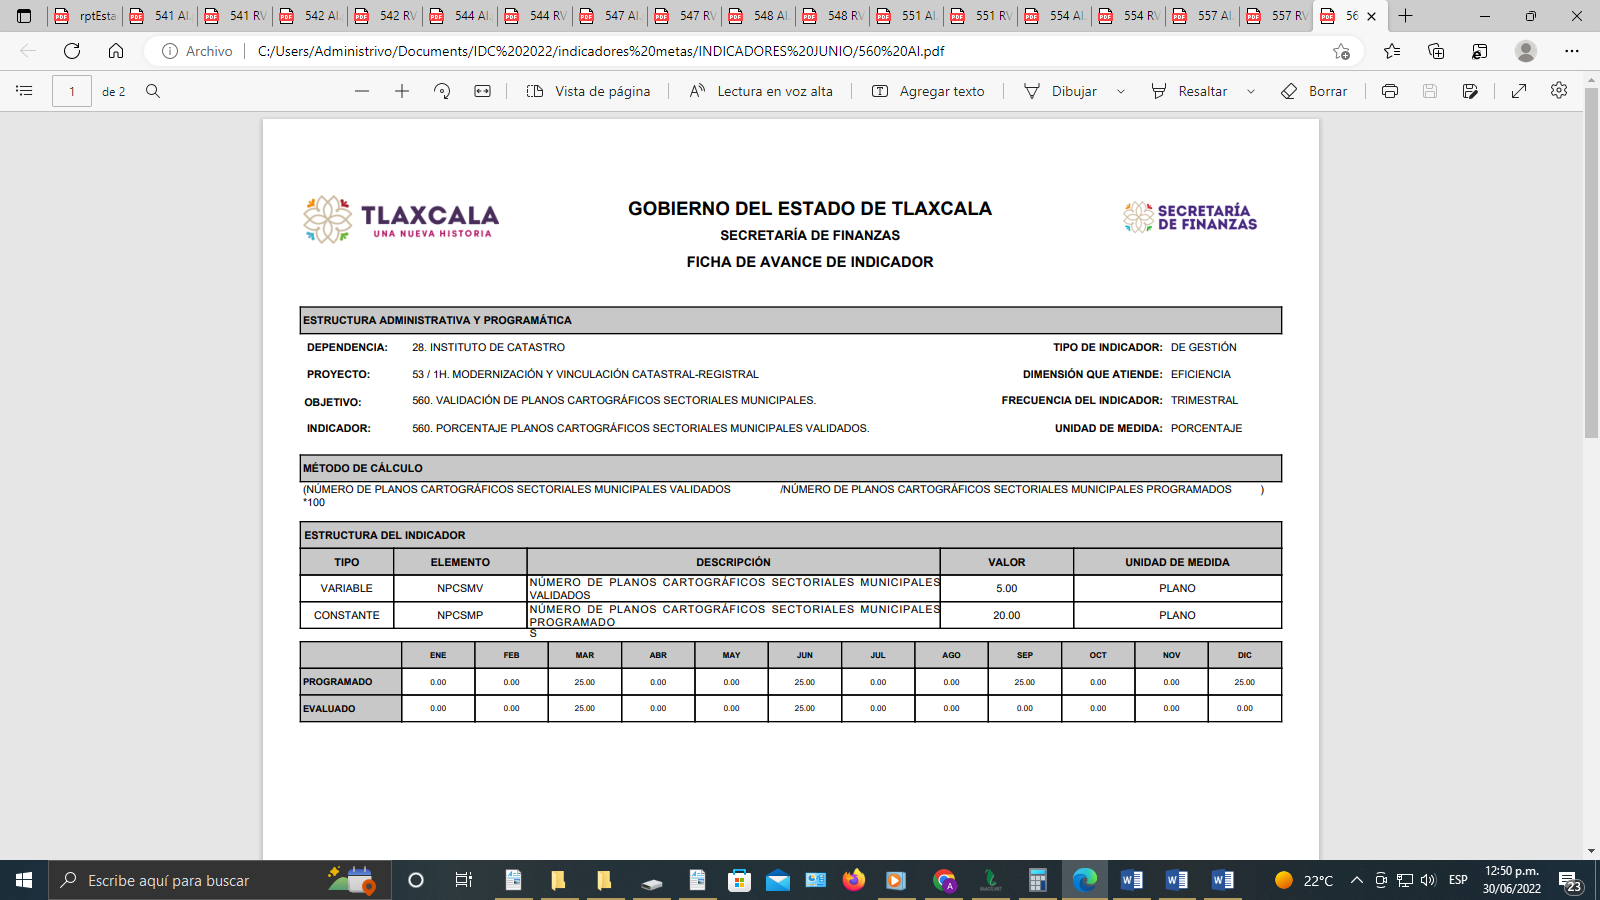 rptEsta
541 AI.
541 RV
542 AI.
542 RV
544 AI.
544 RV
547 AI.
547 RV
548 AI.
548 RV
551 AI.
551 RV
554 AI.
554 RV
557 AI.
557 RV
56
Archivo C:/Users/Administrivo/Documents/IDC%202022/indicadores%20metas/INDICADORES%20JUNIO/560%20AI.pdf
1 de 2 Vista de página Lectura en voz alta Agregar texto Dibujar Resaltar Borrar
TLAXCALA
UNA NUEVA HISTORIA
GOBIERNO DEL ESTADO DE TLAXCALA
SECRETARÍA DE FINANZAS
FICHA DE AVANCE DE INDICADOR
SECRETARÍA
DE FINANZAS
ESTRUCTURA ADMINISTRATIVA Y PROGRAMÁTICA
DEPENDENCIA: 28. INSTITUTO DE CATASTRO TIPO DE INDICADOR: DE GESTIÓN
PROYECTO: 53 / 1H. MODERNIZACIÓN Y VINCULACIÓN CATASTRAL-REGISTRAL DIMENSIÓN QUE ATIENDE: EFICIENCIA
OBJETIVO: 560. VALIDACIÓN DE PLANOS CARTOGRÁFICOS SECTORIALES MUNICIPALES. FRECUENCIA DEL INDICADOR: TRIMESTRAL
INDICADOR: 560. PORCENTAJE PLANOS CARTOGRÁFICOS SECTORIALES MUNICIPALES VALIDADOS. UNIDAD DE MEDIDA: PORCENTAJE
MÉTODO DE CÁLCULO
(NÚMERO DE PLANOS CARTOGRÁFICOS SECTORIALES MUNICIPALES VALIDADOS /NÚMERO DE PLANOS CARTOGRÁFICOS SECTORIALES MUNICIPALES PROGRAMADOS )
*100
ESTRUCTURA DEL INDICADOR
TIPO ELEMENTO DESCRIPCIÓN VALOR UNIDAD DE MEDIDA
VARIABLE NPCSMV NÚMERO DE PLANOS CARTOGRÁFICOS SECTORIALES MUNICIPALES
VALIDADOS 5.00 PLANO
CONSTANTE NPCSMP NÚMERO DE PLANOS CARTOGRÁFICOS SECTORIALES MUNICIPALES
PROGRAMADO
S 20.00 PLANO
ENE FEB MAR ABR MAY JUN JUL AGO SEP OCT NOV DIC
PROGRAMADO 0.00 0.00 25.00 0.00 0.00 25.00 0.00 0.00 25.00 0.00 0.00 25.00
EVALUADO 0.00 0.00 25.00 0.00 0.00 25.00 0.00 0.00 0.00 0.00 0.00 0.00
Escribe aquí para buscar
22°C
ESP
12:50 p.m.
30/06/2022
23